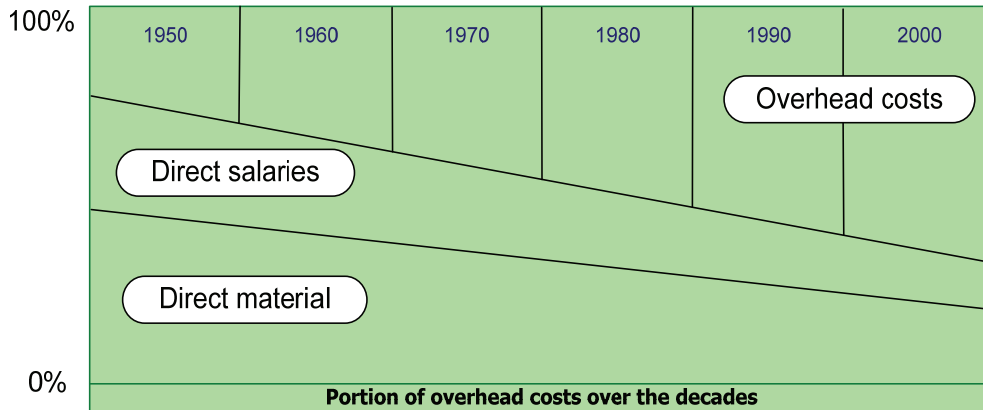 100%
1950 1960 1970 1980 1990 2000
Overhead costs
Direct salaries
Direct material
0%
Portion of overhead costs over the decades